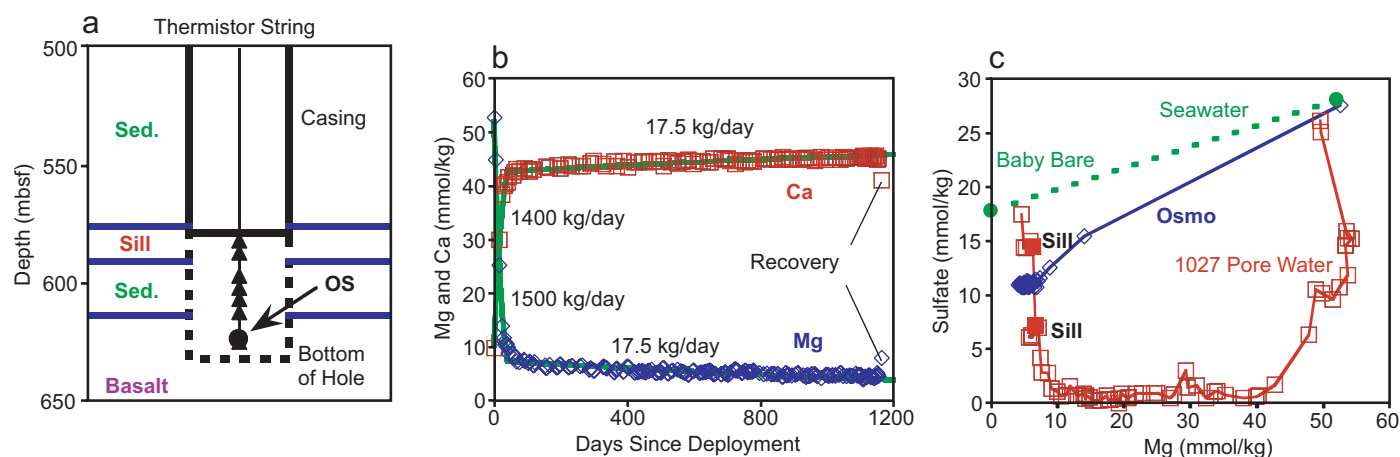 a
Thermistor String
500
550
600
650
Depth (mbsf)
Sed.
Casing
Sill
Sed.
OS
Bottom
of Hole
Basalt
b
60
50
40
30
20
10
0
Mg and Ca (mmol/kg)
17.5 kg/day
Ca
1400 kg/day
Recovery
1500 kg/day
17.5 kg/day
Mg
0
400
800
1200
Days Since Deployment
c
30
25
20
15
10
5
0
Sulfate (mmol/kg)
Seawater
Baby Bare
Osmo
Sill
1027 Pore Water
Sill
0
10
20
30
40
50
60
Mg (mmol/kg)